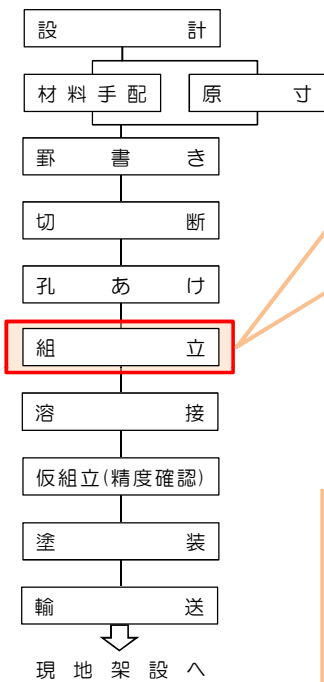 設計
材料手配 原寸
罫書き
切断
孔あけ
組立
溶接
仮組立(精度確認)
塗装
輸送
現地架設へ